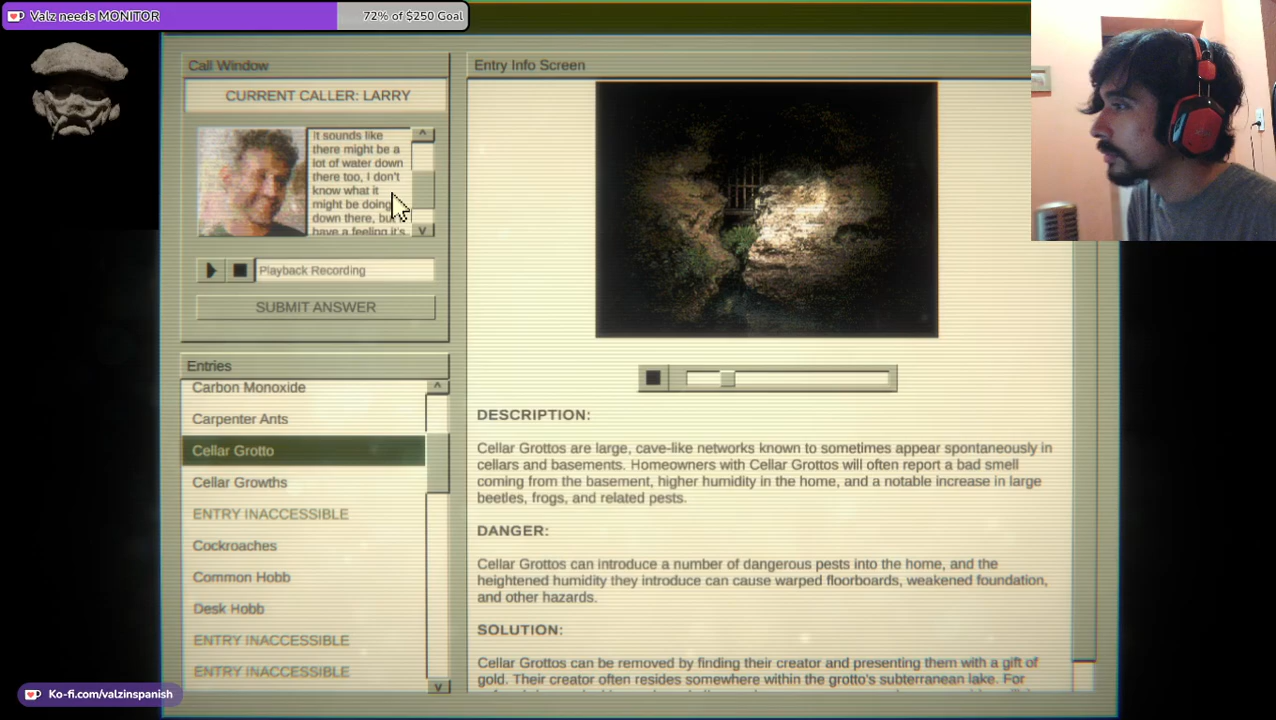 Valz needs MONITOR
72% of $250 Goal
Call Window
CURRENT CALLER: LARRY
It sounds like
there might be a
lot of water down
there too, I don't
know what it
might be doing
down there, but
have a feeling it's
Playback Recording
SUBMIT ANSWER
Entries
Carbon Monoxide
Carpenter Ants
Cellar Grotto
Cellar Growths
ENTRY INACCESSIBLE
Cockroaches
Common Hobb
Desk Hobb
ENTRY INACCESSIBLE
ENTRY INACCESSIBLE
Ko-fi.com/valzinspanish
Entry Info Screen
DESCRIPTION:
Cellar Grottos are large, cave-like networks known to sometimes appear spontaneously in
cellars and basements. Homeowners with Cellar Grottos will often report a bad smell
coming from the basement, higher humidity in the home, and a notable increase in large
beetles, frogs, and related pests.
DANGER:
Cellar Grottos can introduce a number of dangerous pests into the home, and the
heightened humidity they introduce can cause warped floorboards, weakened foundation,
and other hazards.
SOLUTION:
Cellar Grottos can be removed by finding their creator and presenting them with a gift of
gold. Their creator often resides somewhere within the grotto's subterranean lake. For